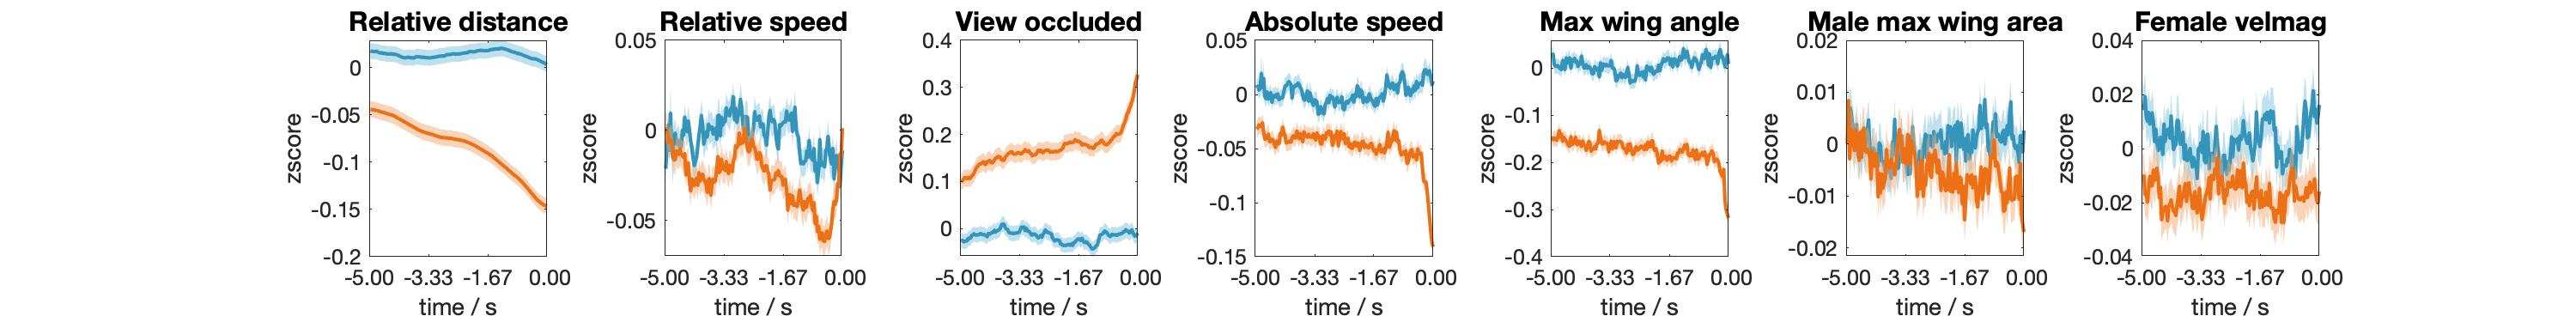 Relative distance
0
-0.05
-0.1
-0.15
-0.2
zscore
-5.00 -3.33 -1.67 0.00
time / s
Relative speed
0.05
0
-0.05
zscore
-5.00 -3.33 -1.67 0.00
time / s
View occluded
0.4
0.3
0.2
0.1
0
zscore
-5.00 -3.33 -1.67 0.00
time / s
Absolute speed
0.05
0
-0.05
-0.1
-0.15
zscore
-5.00 -3.33 -1.67 0.00
time / s
Max wing angle
0
-0.1
-0.2
-0.3
-0.4
zscore
-5.00 -3.33 -1.67 0.00
time / s
Male max wing area
0.02
0.01
0
-0.01
-0.02
zscore
-5.00 -3.33 -1.67 0.00
time / s
Female velmag
0.04
0.02
0
-0.02
-0.04
zscore
-5.00 -3.33 -1.67 0.00
time / s